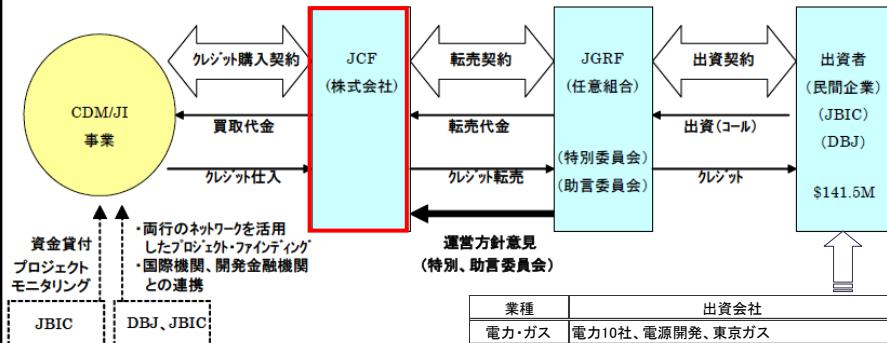 クレジット購入契約
JCF
(株式会社)
転売契約
JGRF
(任意組合)
出資契約
出資者
(民間企業)
(JBIC)
(DBJ)
$141.5M
CDM/JI
事業
買取代金
転売代金
出資(コール)
クレジット仕入
クレジット転売
(特別委員会)
(助言委員会)
クレジット
運営方針意見
(特別、助言委員会)
資金貸付
プロジェクト
モニタリング
・両行のネットワークを活用
したプロジェクト・ファインディング
・国際機関、開発金融機関
との連携
JBIC
DBJ、JBIC
業種
出資会社
電力・ガス
電力10社、電源開発、東京ガス